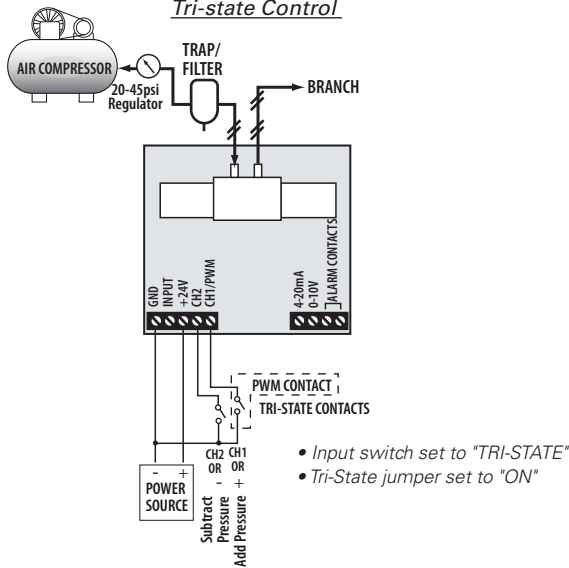 Tri-state Control
AIR COMPRESSOR
20-45psi
Regulator
TRAP/
FILTER
BRANCH
GND
INPUT
+24V
CH2
CH1/PWM
4-20mA
0-10V
ALARM CONTACTS
PWM CONTACT
TRI-STATE CONTACTS
CH2
OR
-
CH1
OR
+
Subtract
Pressure
Add Pressure
- +
POWER
SOURCE
• Input switch set to "TRI-STATE"
• Tri-State jumper set to "ON"